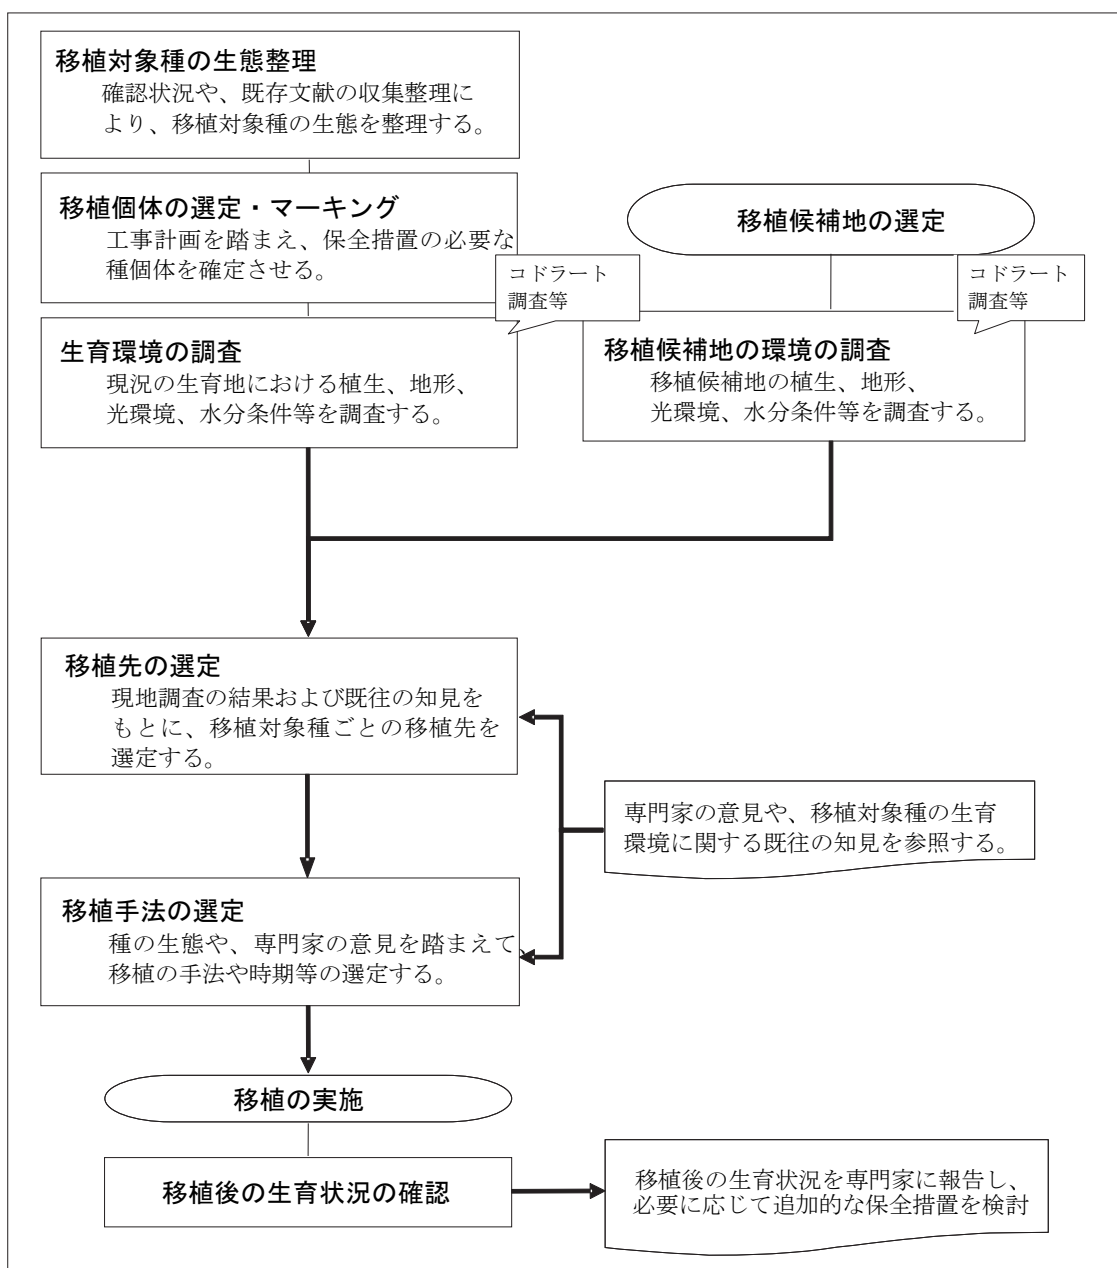 移植対象種の生態整理
確認状況や、既存文献の収集整理に
より、移植対象種の生態を整理する。
移植個体の選定・マーキング
工事計画を踏まえ、保全措置の必要な
種個体を確定させる。
移植候補地の選定
コドラート
調査等
コドラート
調査等
生育環境の調査
現況の生育地における植生、地形、
光環境、水分条件等を調査する。
移植候補地の環境の調査
移植候補地の植生、地形、
光環境、水分条件等を調査する。
移植先の選定
現地調査の結果および既往の知見を
もとに、移植対象種ごとの移植先を
選定する。
専門家の意見や、移植対象種の生育
環境に関する既往の知見を参照する。
移植手法の選定
種の生態や、専門家の意見を踏まえて、
移植の手法や時期等の選定する。
移植の実施
移植後の生育状況の確認
移植後の生育状況を専門家に報告し、
必要に応じて追加的な保全措置を検討